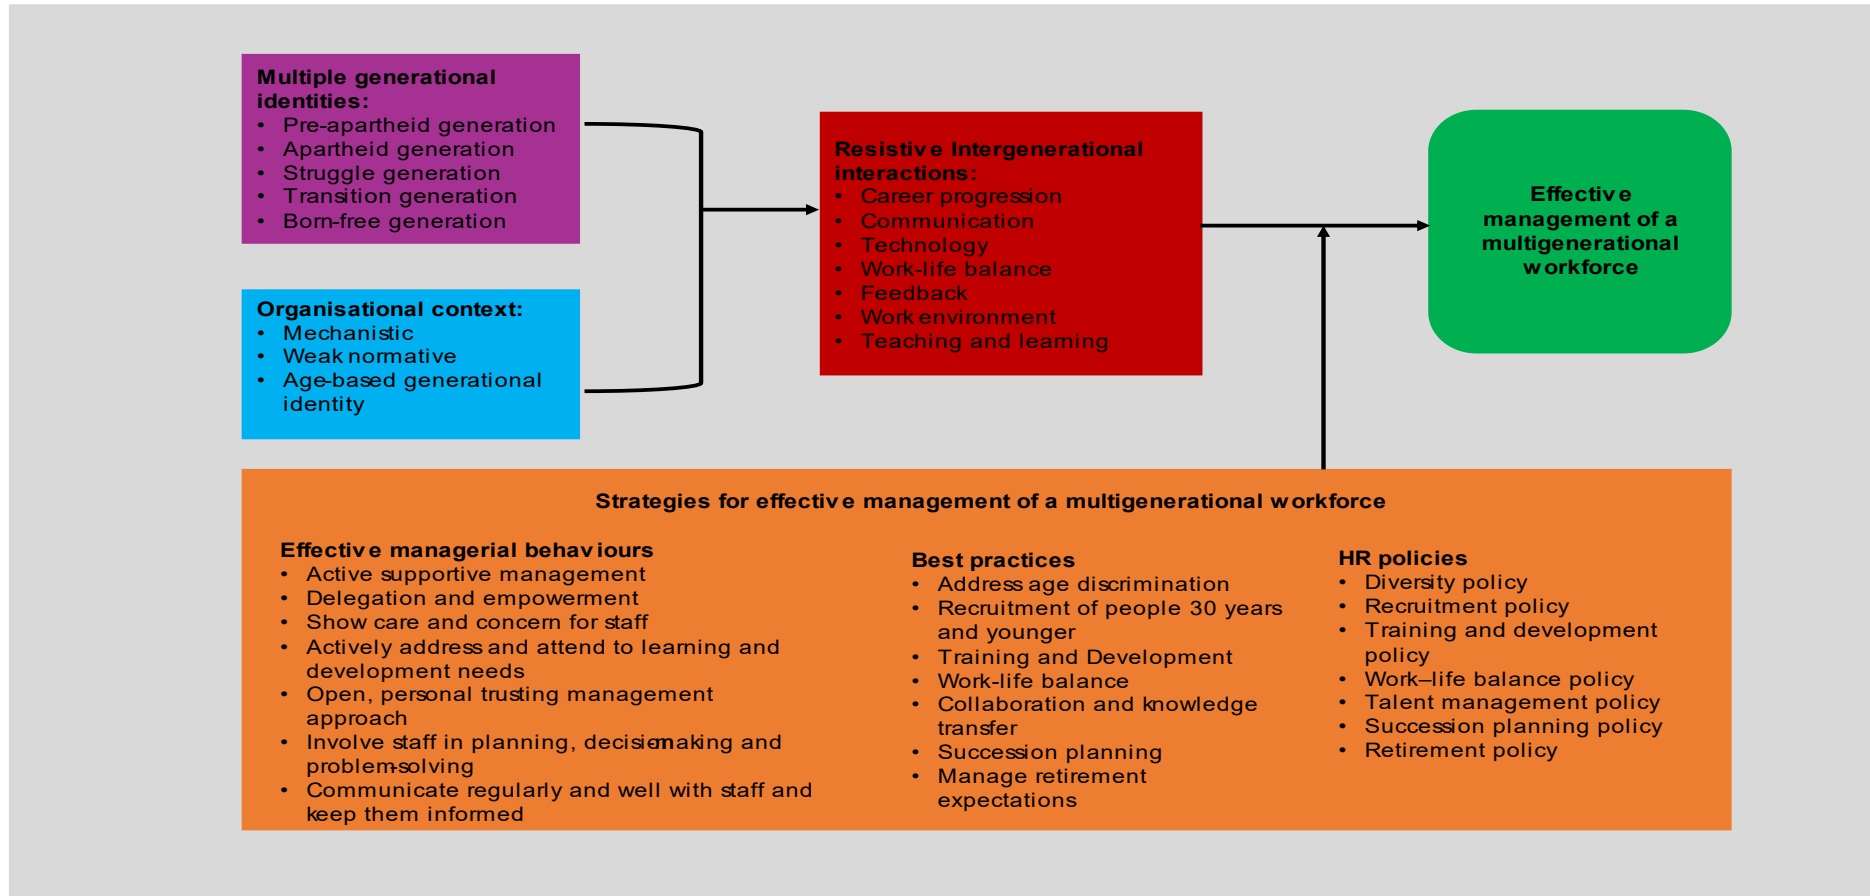 Multiple generational
identities:
• Pre-apartheid generation
• Apartheid generation
• Struggle generation
• Transition generation
• Born-free generation
Organisational context:
• Mechanistic
• Weak normative
• Age-based generational
identity
Resistive Intergenerational
interactions:
• Career progression
• Communication
• Technology
• Work-life balance
• Feedback
• Work environment
• Teaching and learning
Effective
management of a
multigenerational
workforce
Strategies for effective management of a multigenerational workforce
Effective managerial behaviours
• Active supportive management
• Delegation and empowerment
• Show care and concern for staff
• Actively address and attend to learning and
development needs
• Open, personal trusting management
approach
• Involve staff in planning, decision-making and
problem-solving
• Communicate regularly and well with staff and
keep them informed
Best practices
• Address age discrimination
• Recruitment of people 30 years
and younger
• Training and Development
• Work-life balance
• Collaboration and knowledge
transfer
• Succession planning
• Manage retirement
expectations
HR policies
• Diversity policy
• Recruitment policy
• Training and development
policy
• Work–life balance policy
• Talent management policy
• Succession planning policy
• Retirement policy